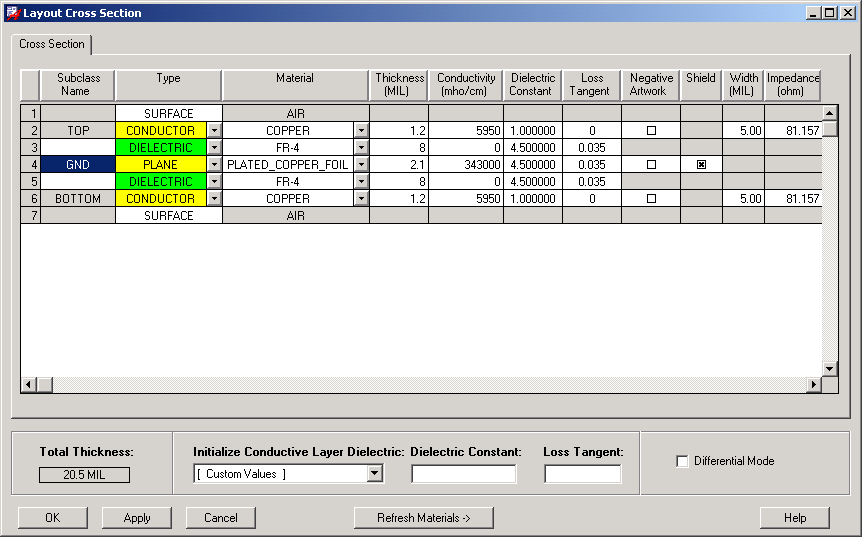 Layout Cross Section
Cross Section
Subclass Name Type Material Thickness (MIL) Conductivity (mho/cm) Dielectric Constant Loss Tangent Negative Artwork Shield Width (MIL) Impedance (ohm)
1 SURFACE AIR
2 TOP CONDUCTOR COPPER 1.2 5950 1.000000 0 5.00 81.157
3 DIELECTRIC FR-4 8 0 4.500000 0.035
4 GND PLANE PLATED_COPPER_FOIL 2.1 343000 4.500000 0.035
5 DIELECTRIC FR-4 8 0 4.500000 0.035
6 BOTTOM CONDUCTOR COPPER 1.2 5950 1.000000 0 5.00 81.157
7 SURFACE AIR
Total Thickness: Initialize Conductive Layer Dielectric: Dielectric Constant: Loss Tangent:
20.5 MIL [ Custom Values ] Differential Mode
OK Apply Cancel Refresh Materials -> Help